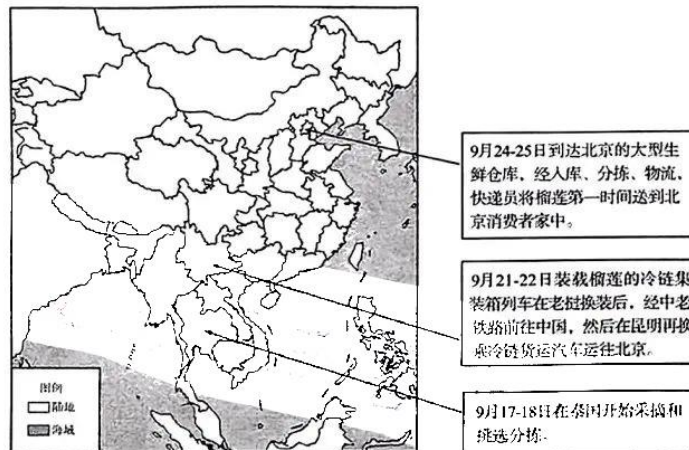 9月24-25日到达北京的大型生
鲜仓库，经入库、分拣、物流，
快递员将榴莲第一时间送到北
京消费者家中。
9月21-22日装载榴莲的冷链集
装箱列车在老挝换装后，经中老
铁路前往中国，然后在昆明再换
乘冷链货运汽车运往北京。
9月17-18日在泰国开始采摘和
挑选分拣。
图例
陆地
海域